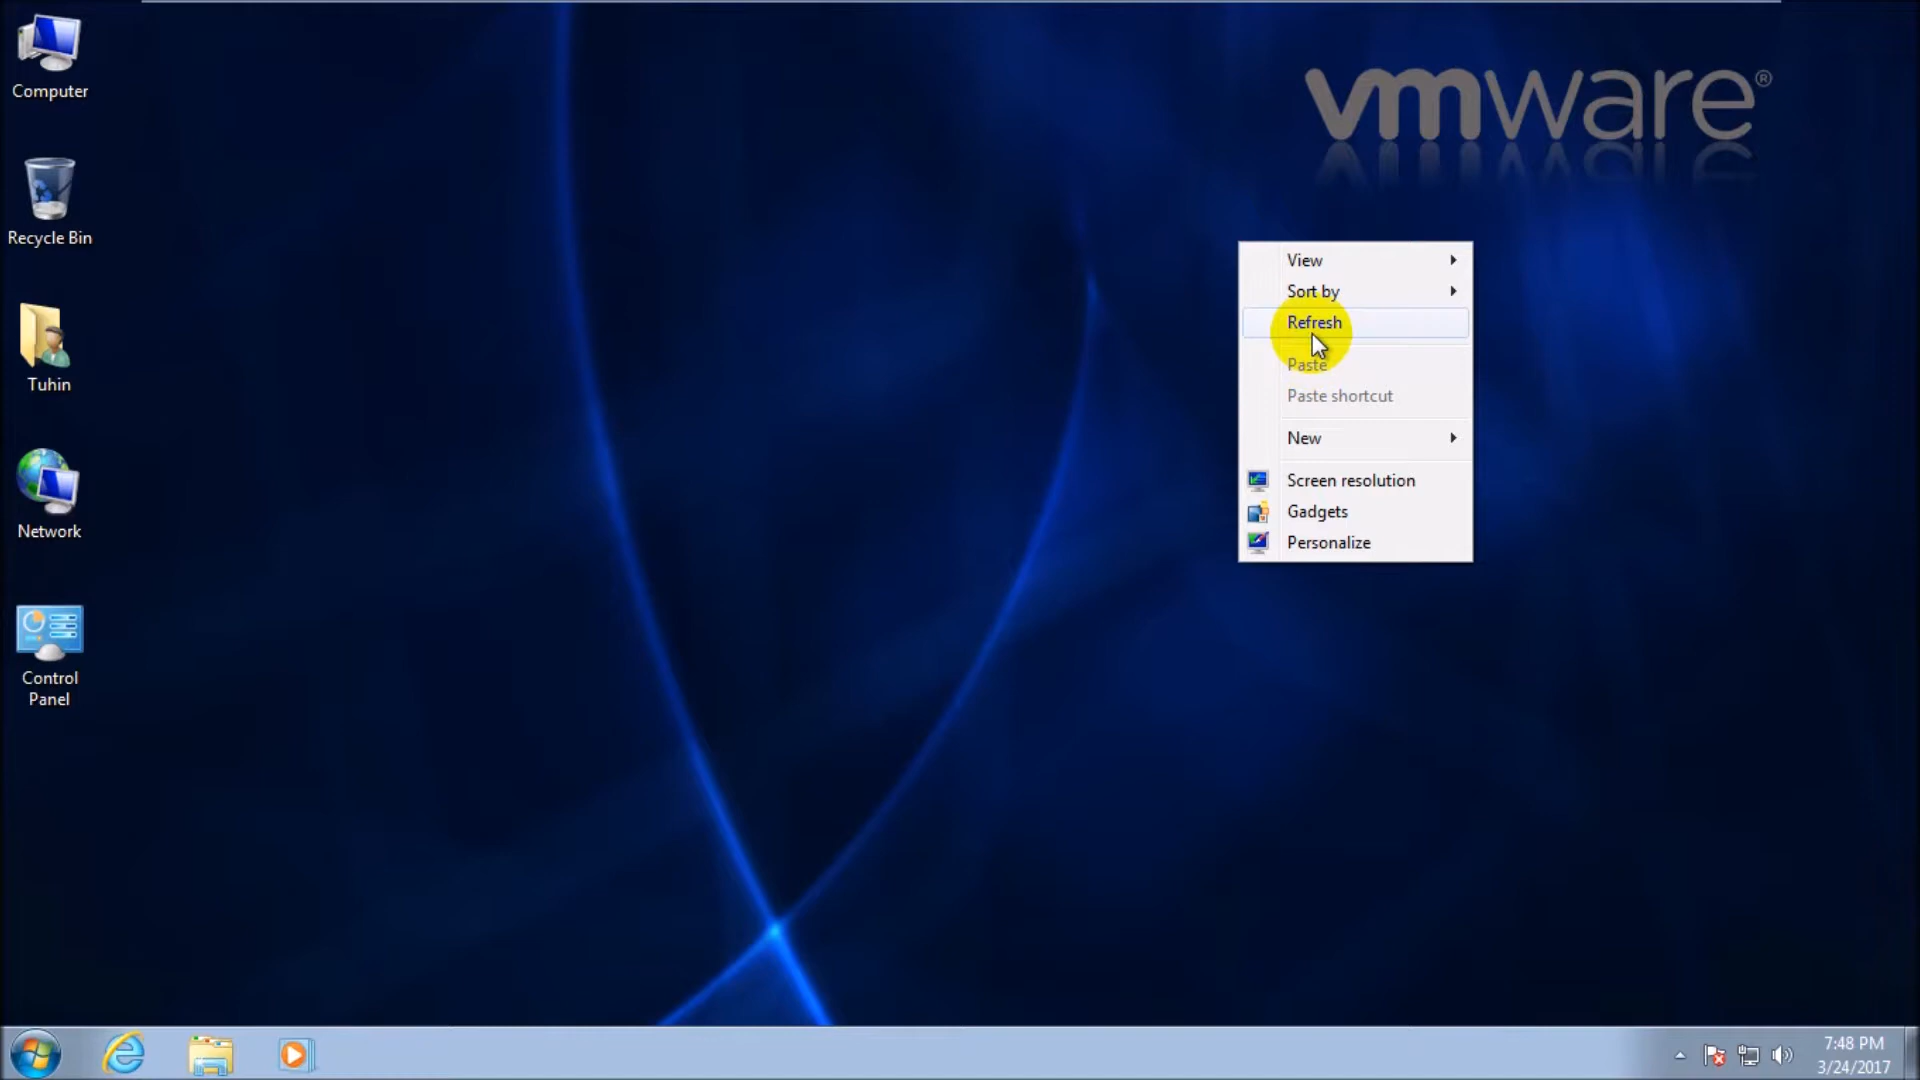 Computer
Recycle Bin
Tuhin
Network
Control
Panel
vmware®
View
Sort by
Refresh
Paste
Paste shortcut
New
Screen resolution
Gadgets
Personalize
7:48 PM
3/24/2017